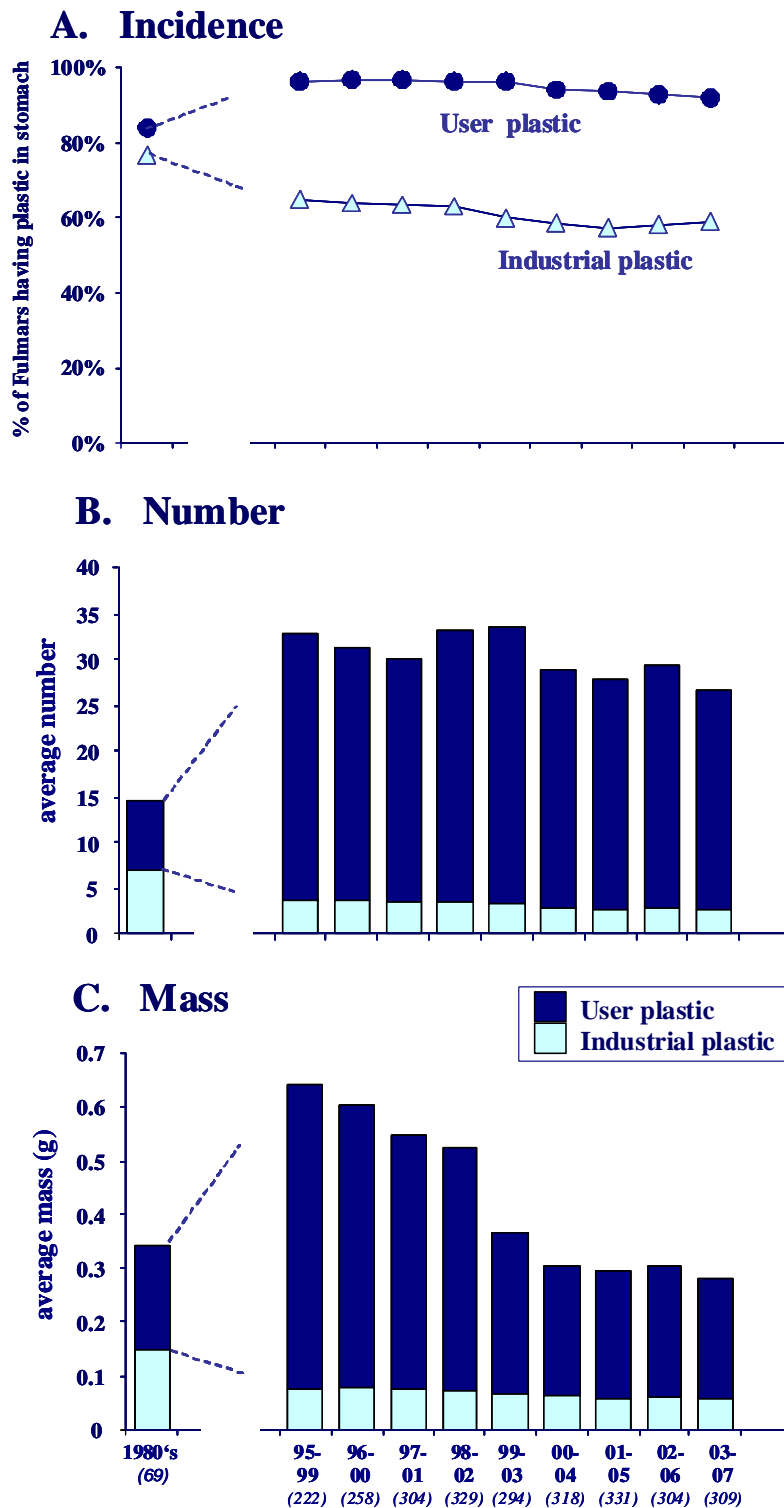 A. Incidence
100%
80%
60%
40%
20%
0%
% of Fulmars having plastic in stomach
User plastic
Industrial plastic
B. Number
40
35
30
25
20
15
10
5
0
average number
C. Mass
User plastic
Industrial plastic
0.7
0.6
0.5
0.4
0.3
0.2
0.1
0
average mass (g)
1980‘s 95- 96- 97- 98- 99- 00- 01- 02- 03-
99 00 01 02 03 04 05 06 07
(69) (222) (258) (304) (329) (294) (318) (331) (304) (309)